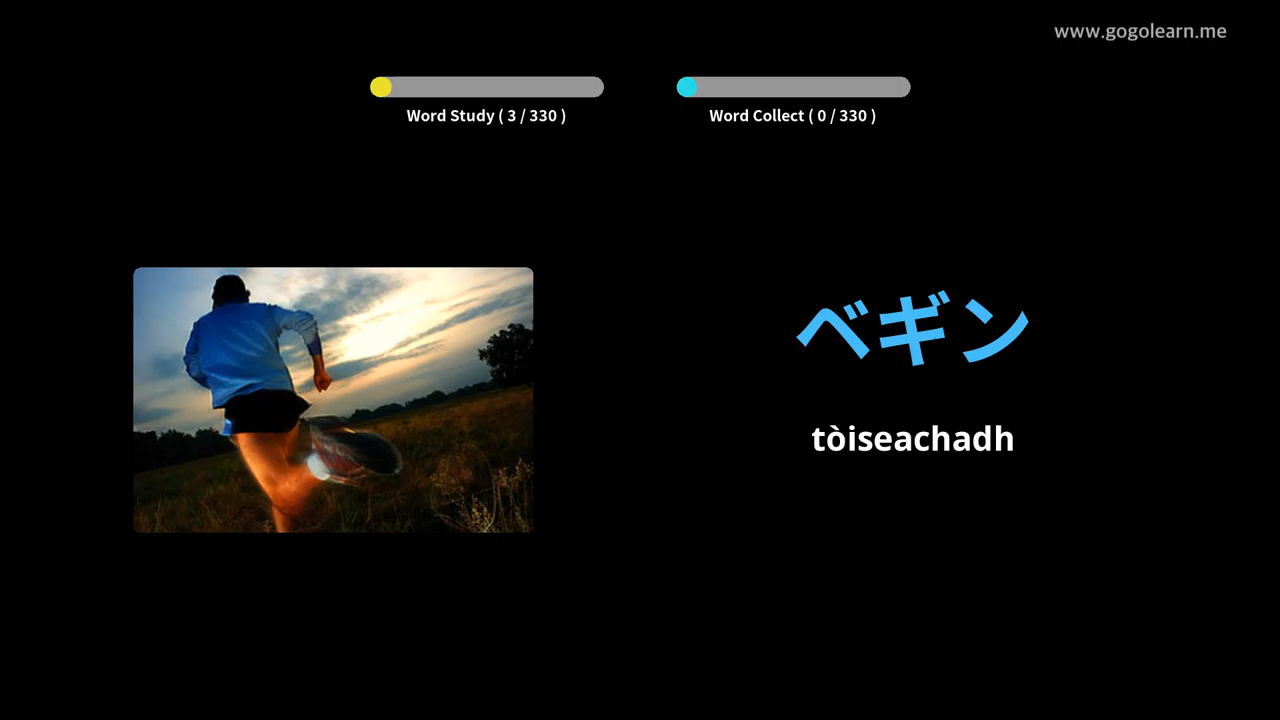 www.gogolearn.me
Word Study ( 3 / 330 )
Word Collect ( 0 / 330 )
ベギン
tòiseachadh